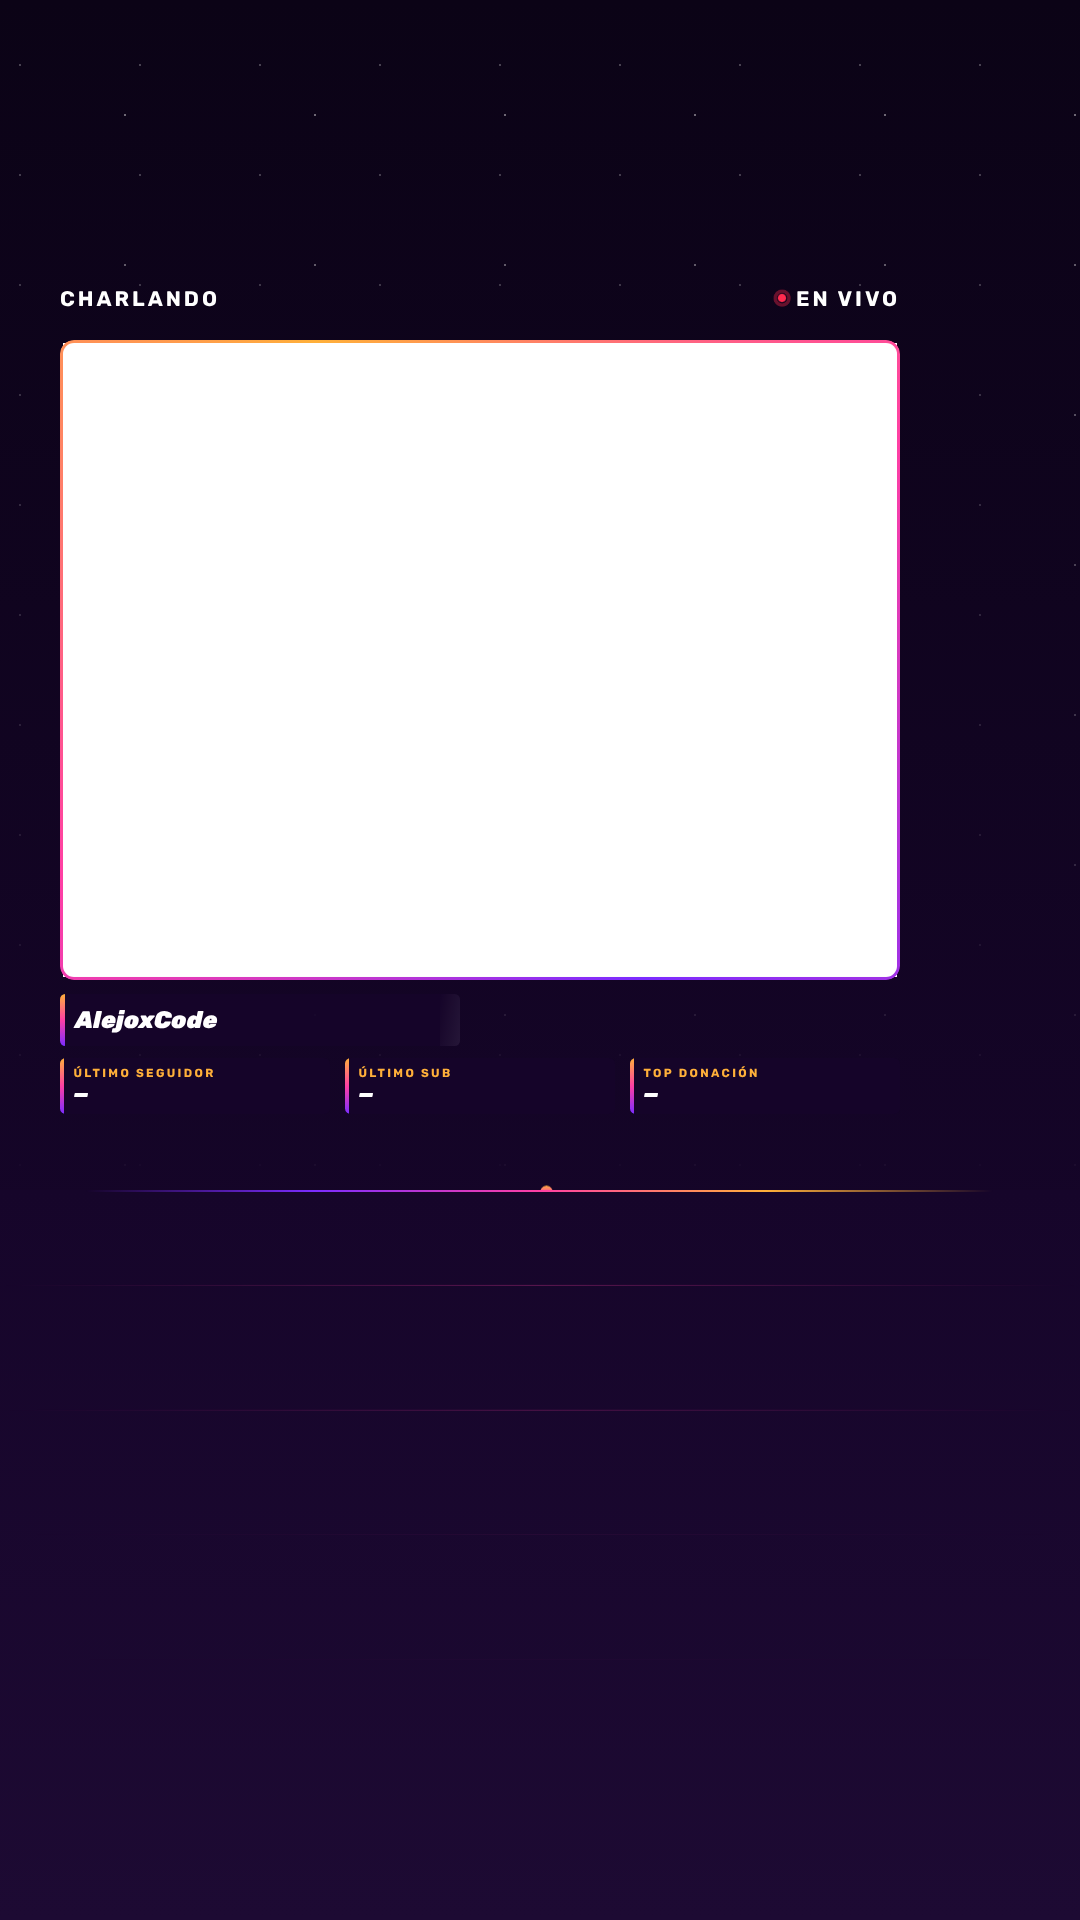 CHARLANDO
EN VIVO
AlejoxCode
ÚLTIMO SEGUIDOR
—
ÚLTIMO SUB
—
TOP DONACIÓN
—